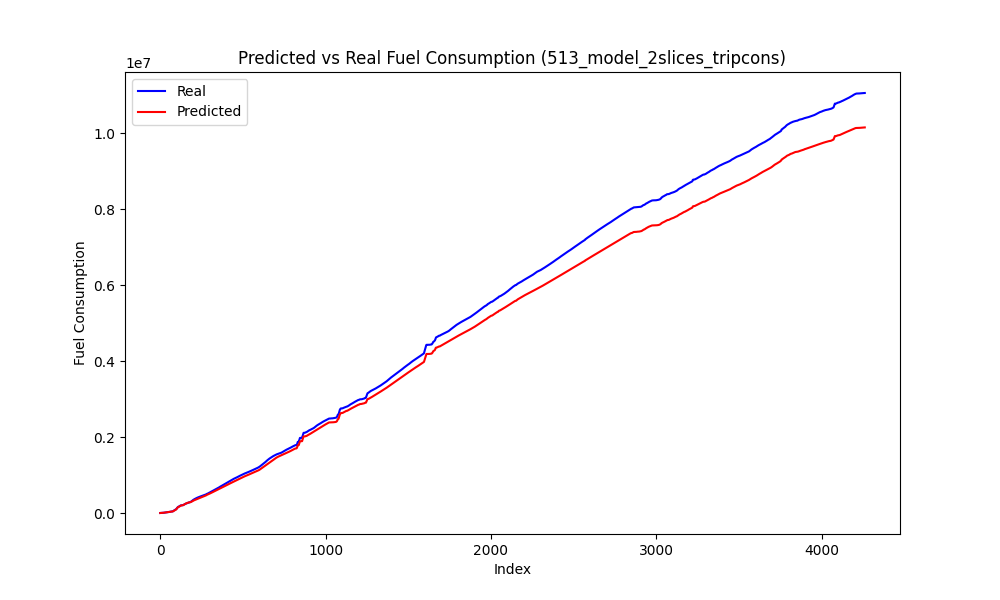 Predicted vs Real Fuel Consumption (513_model_2slices_tripcons)
1e7
Real
Predicted
1.0
0.8
0.6
0.4
0.2
0.0
Fuel Consumption
0 1000 2000 3000 4000
Index